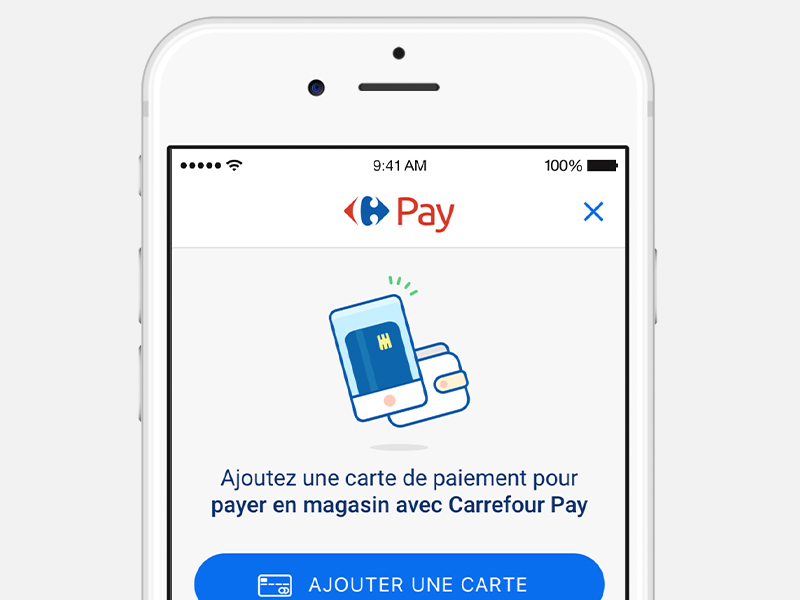 9:41 AM 100%
Pay
Ajoutez une carte de paiement pour
payer en magasin avec Carrefour Pay
AJOUTER UNE CARTE